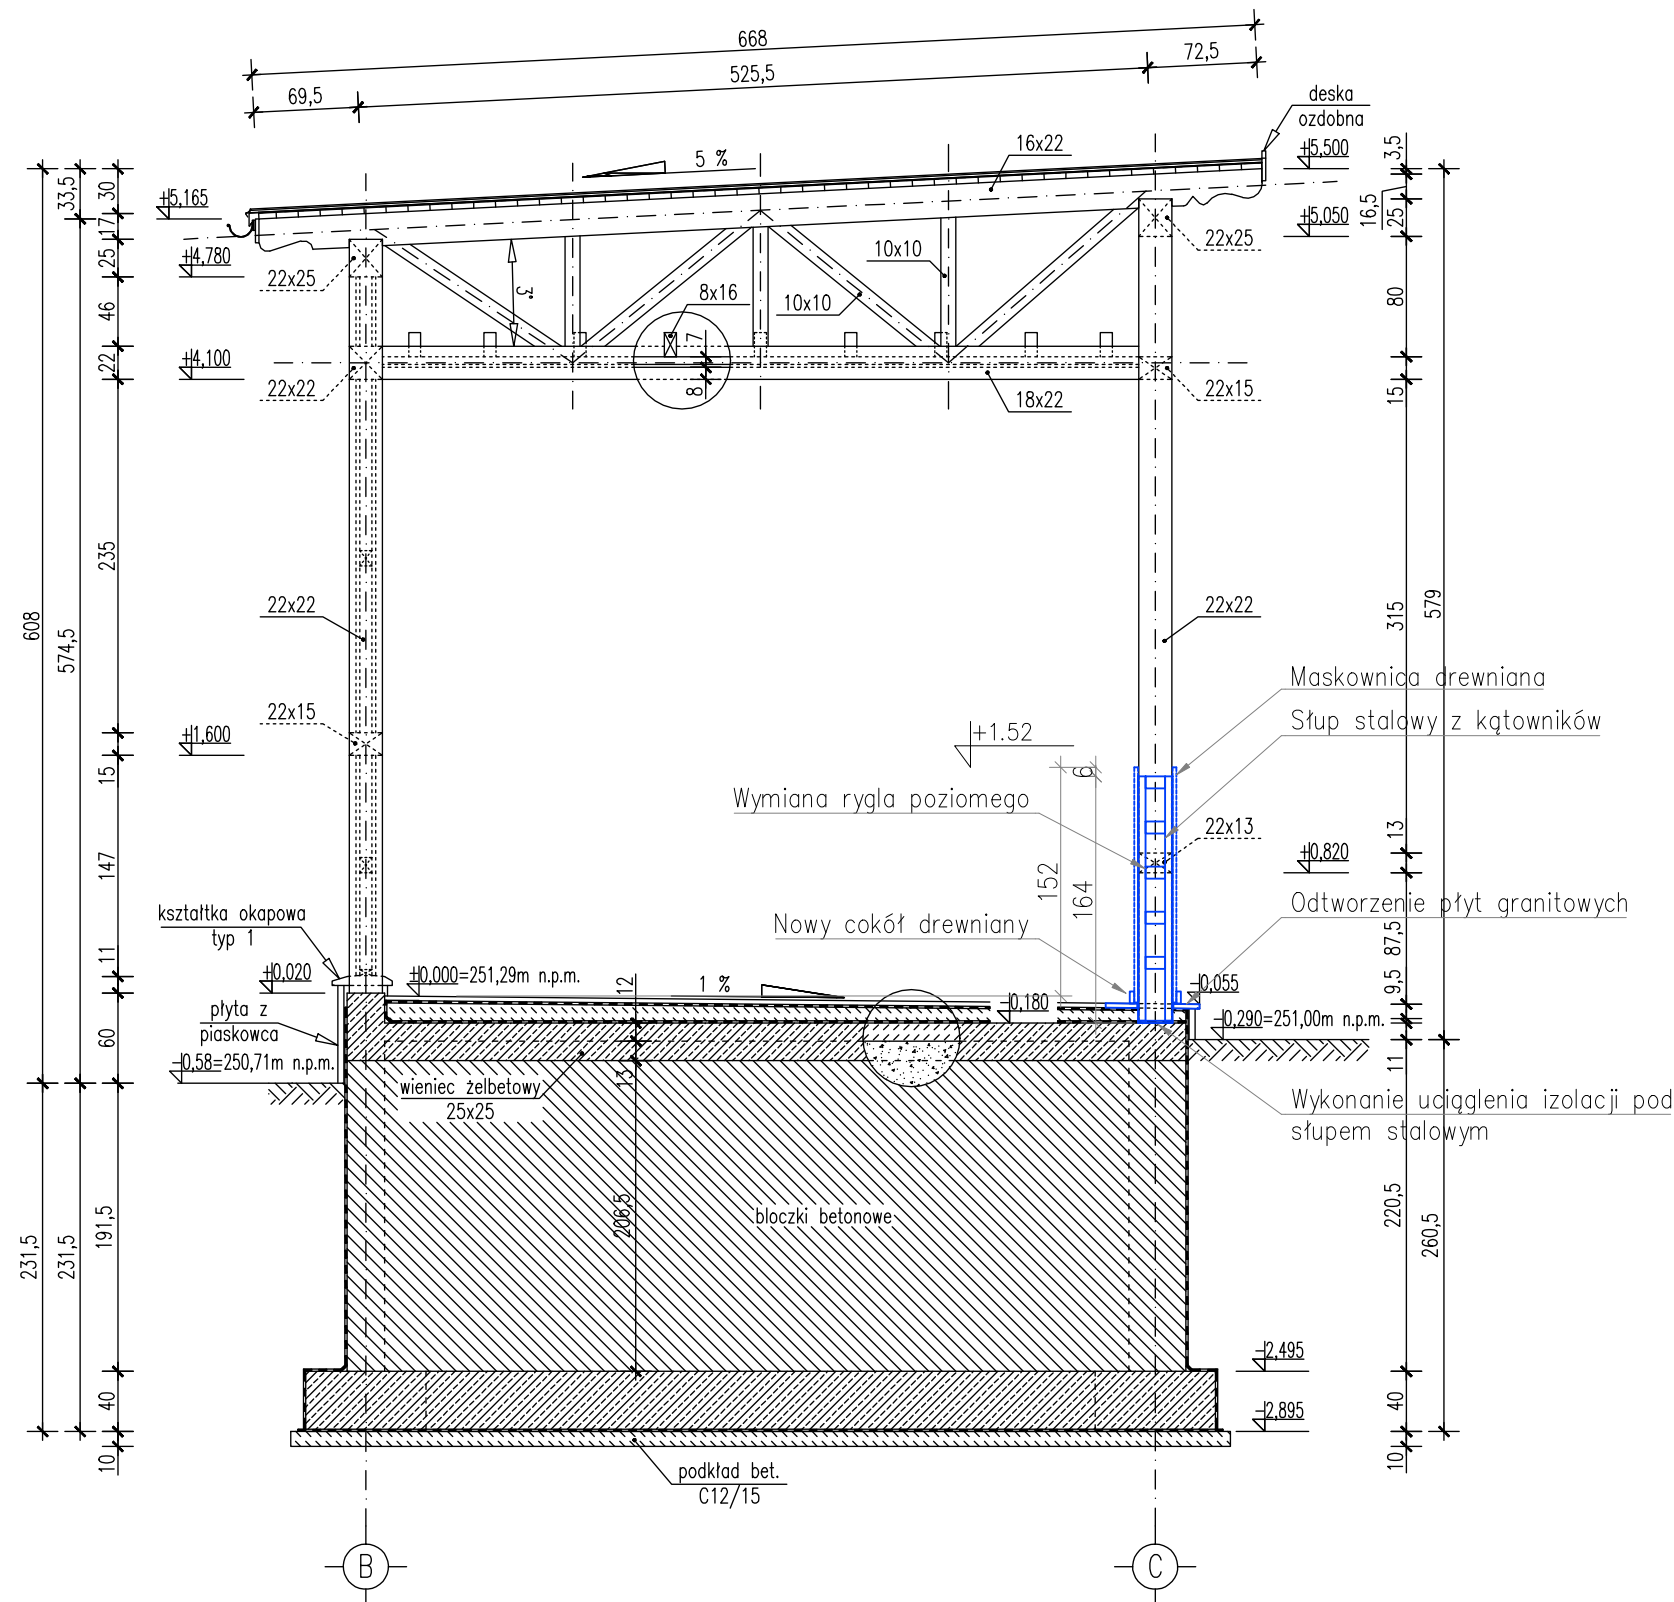 668
525,5
72,5
69,5
deska
ozdobna
+5,500
3,5
16x22
5 %
33,5
30
+5,165
17
16,5
25
+5,050
22x25
25
+4,780
22x25
10x10
10x10
3°
8x16
7
46
80
22
+4,100
22x22
8
18x22
22x15
15
235
608
574,5
22x22
22x22
315
579
Maskownica drewniana
Słup stalowy z kątowników
22x15
+1,600
+1.52
15
6
Wymiana rygla poziomego
22x13
13
+0,820
147
152
164
Odtworzenie płyt granitowych
kształtka okapowa
typ 1
Nowy cokół drewniany
87,5
11
+0,020
±0,000=251,29m n.p.m.
12
1 %
-0,180
-0,055
9,5
płyta z
piaskowca
60
-0,290=251,00m n.p.m.
11
-0,58=250,71m n.p.m.
13
wieniec żelbetowy
25x25
Wykonanie uciąglenia izolacji pod
słupem stalowym
231,5
231,5
191,5
206,5
bloczki betonowe
220,5
260,5
-2,495
40
40
-2,895
10
10
podkład bet.
C12/15
B
C